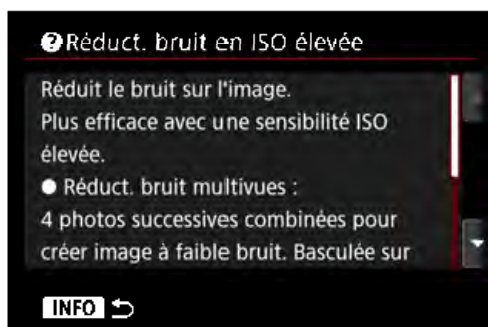 Réduct. bruit en ISO élevée
Réduit le bruit sur l'image.
Plus efficace avec une sensibilité ISO
élevée.
● Réduct. bruit multivues :
4 photos successives combinées pour
créer image à faible bruit. Basculée sur
INFO